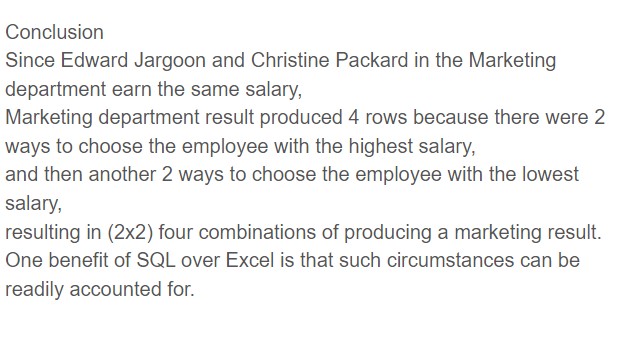 Conclusion
Since Edward Jargoon and Christine Packard in the Marketing
department earn the same salary,
Marketing department result produced 4 rows because there were 2
ways to choose the employee with the highest salary,
and then another 2 ways to choose the employee with the lowest
salary,
resulting in (2x2) four combinations of producing a marketing result.
One benefit of SQL over Excel is that such circumstances can be
readily accounted for.